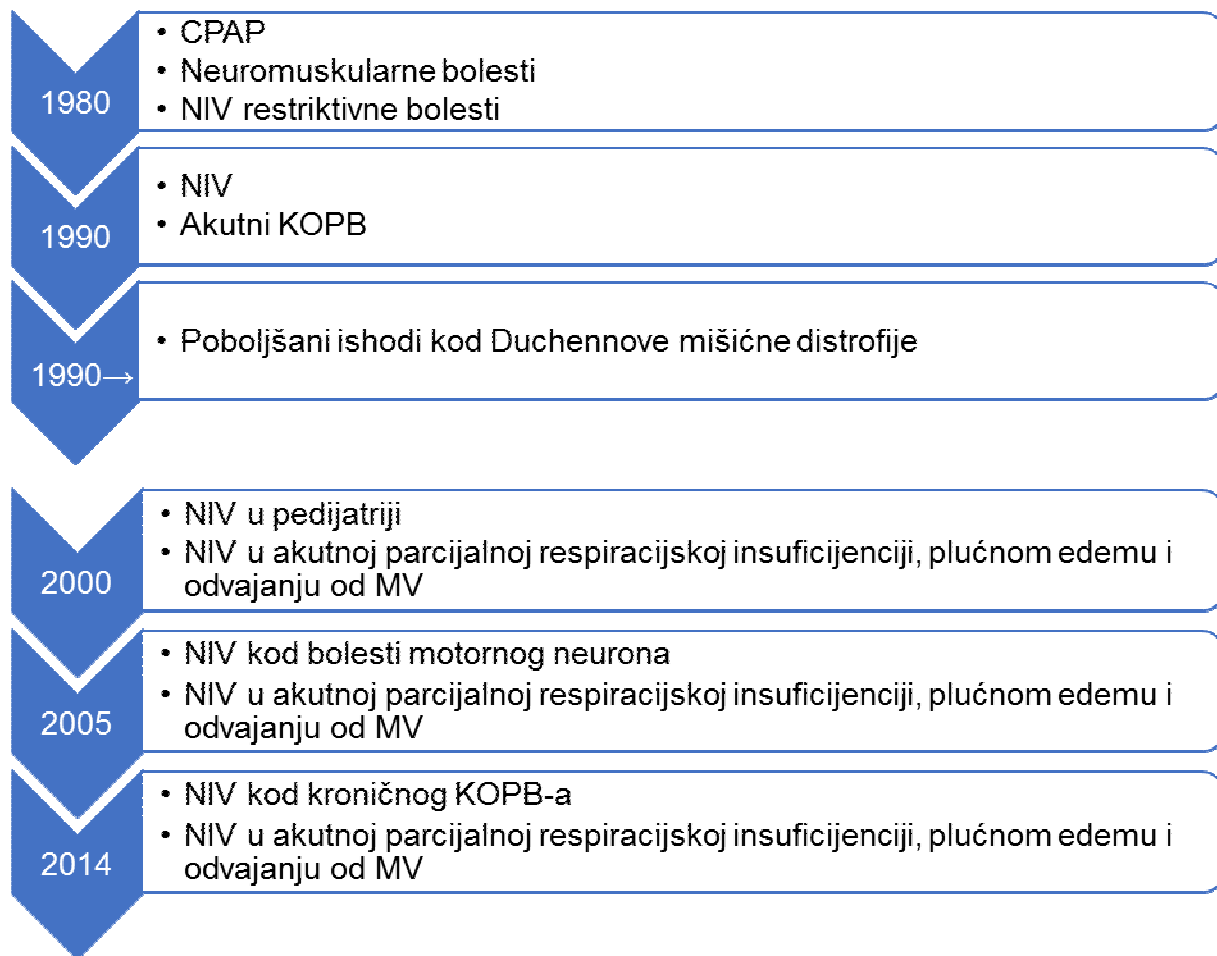 1980
• CPAP
• Neuromuskularne bolesti
• NIV restriktivne bolesti
1990
• NIV
• Akutni KOPB
1990→
• Poboljšani ishodi kod Duchennove mišićne distrofije
2000
• NIV u pedijatriji
• NIV u akutnoj parcijalnoj respiracijskoj insuficijenciji, plućnom edemu i
odvajanju od MV
2005
• NIV kod bolesti motornog neurona
• NIV u akutnoj parcijalnoj respiracijskoj insuficijenciji, plućnom edemu i
odvajanju od MV
2014
• NIV kod kroničnog KOPB-a
• NIV u akutnoj parcijalnoj respiracijskoj insuficijenciji, plućnom edemu i
odvajanju od MV